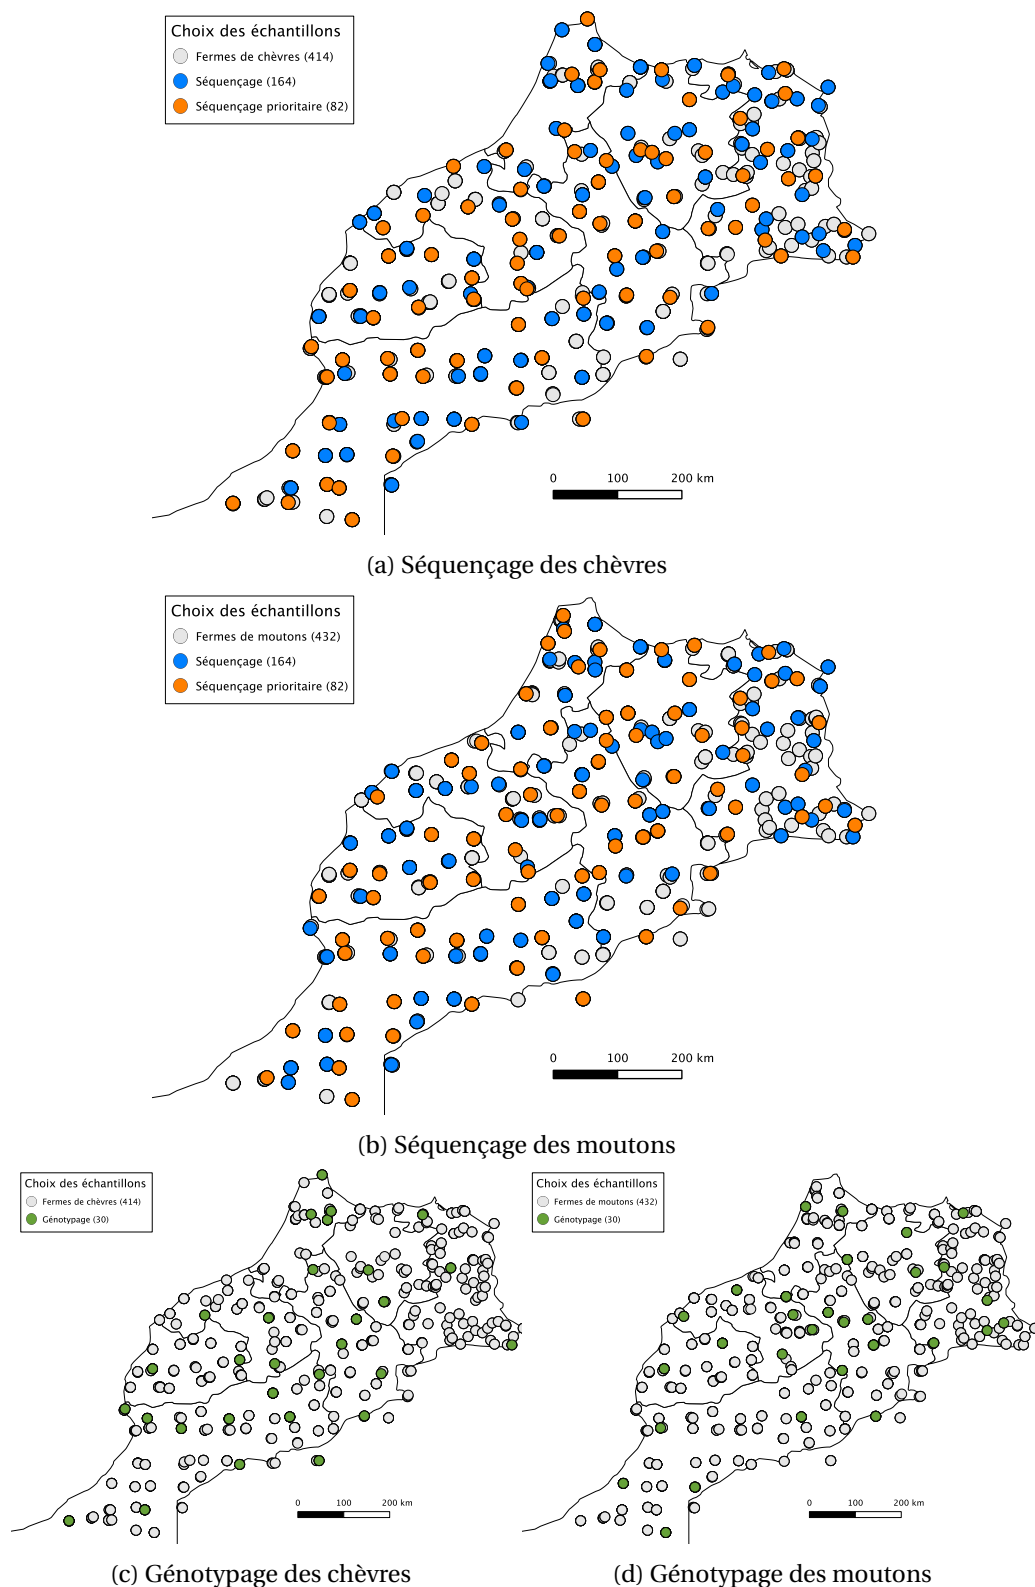 Choix des échantillons
Fermes de chèvres (414)
Séquençage (164)
Séquençage prioritaire (82)
0 100 200 km
(a) Séquençage des chèvres
Choix des échantillons
Fermes de moutons (432)
Séquençage (164)
Séquençage prioritaire (82)
0 100 200 km
(b) Séquençage des moutons
Choix des échantillons
Fermes de chèvres (414)
Génotypage (30)
0 100 200 km
(c) Génotypage des chèvres
Choix des échantillons
Fermes de moutons (432)
Génotypage (30)
0 100 200 km
(d) Génotypage des moutons